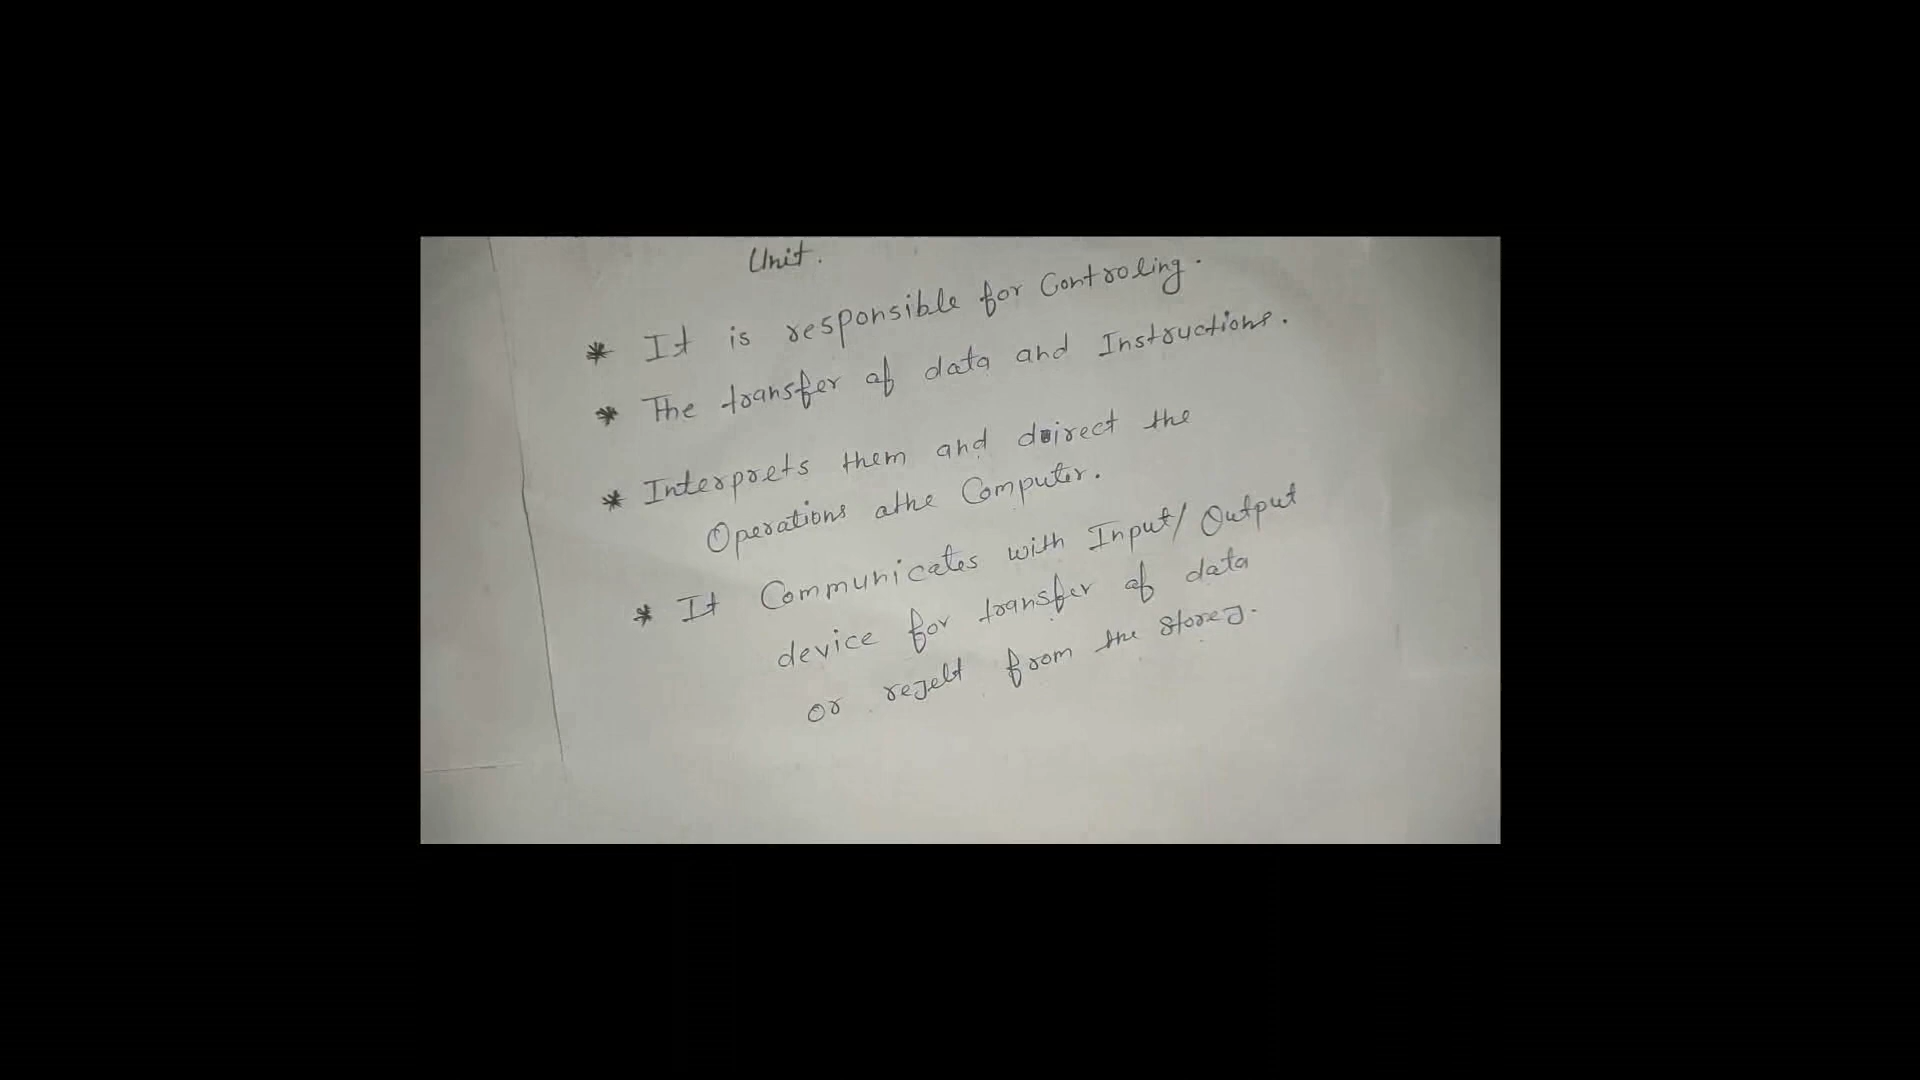 Unit.
* It is responsible for Controling.
* The transfer of data and Instructions.
* Interprets them and direct the
Operations athe Computer.
* It Communicates with Input/Output
device for transfer of data
or rejelt from the storej.